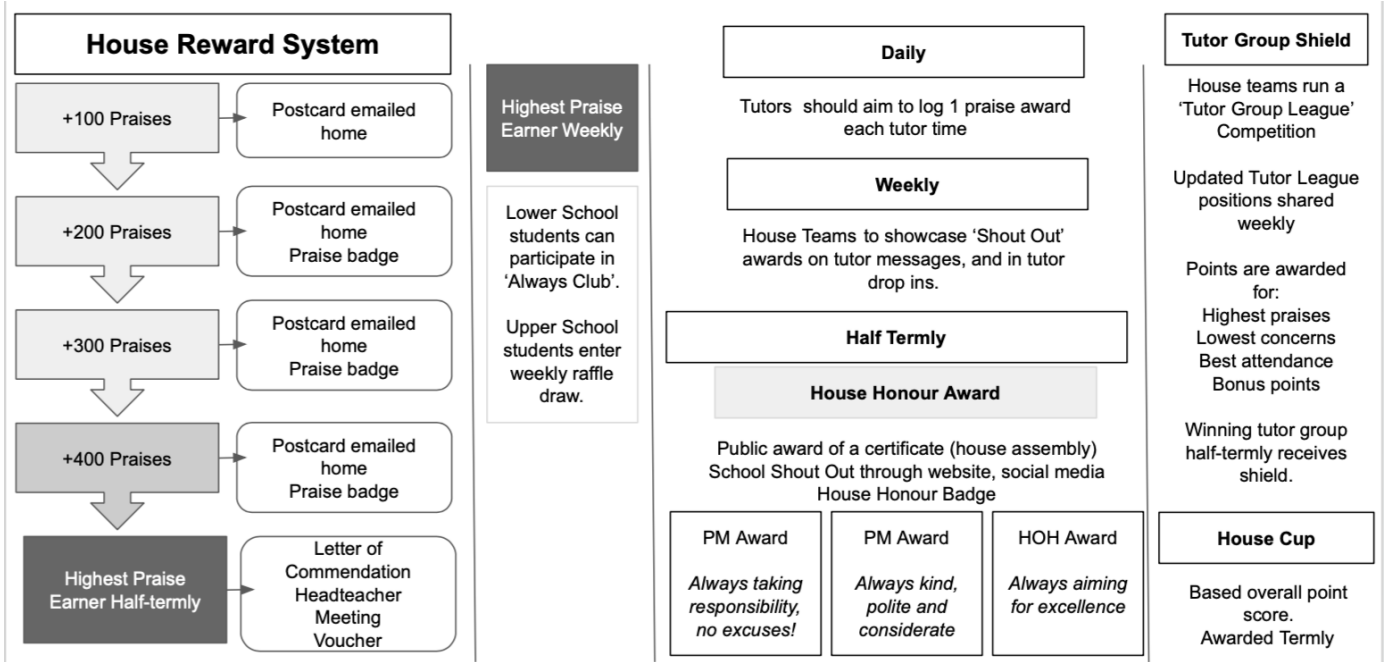 House Reward System
+100 Praises
Postcard emailed
home
+200 Praises
Postcard emailed
home
Praise badge
+300 Praises
Postcard emailed
home
Praise badge
+400 Praises
Postcard emailed
home
Praise badge
Highest Praise
Earner Half-termly
Letter of
Commendation
Headteacher
Meeting
Voucher
Highest Praise
Earner Weekly
Lower School
students can
participate in
‘Always Club’.
Upper School
students enter
weekly raffle
draw.
Daily
Tutors should aim to log 1 praise award
each tutor time
Weekly
House Teams to showcase ‘Shout Out’
awards on tutor messages, and in tutor
drop ins.
Half Termly
House Honour Award
Public award of a certificate (house assembly)
School Shout Out through website, social media
House Honour Badge
PM Award
Always taking
responsibility,
no excuses!
PM Award
Always kind,
polite and
considerate
HOH Award
Always aiming
for excellence
Tutor Group Shield
House teams run a
‘Tutor Group League’
Competition
Updated Tutor League
positions shared
weekly
Points are awarded
for:
Highest praises
Lowest concerns
Best attendance
Bonus points
Winning tutor group
half-termly receives
shield.
House Cup
Based overall point
score.
Awarded Termly